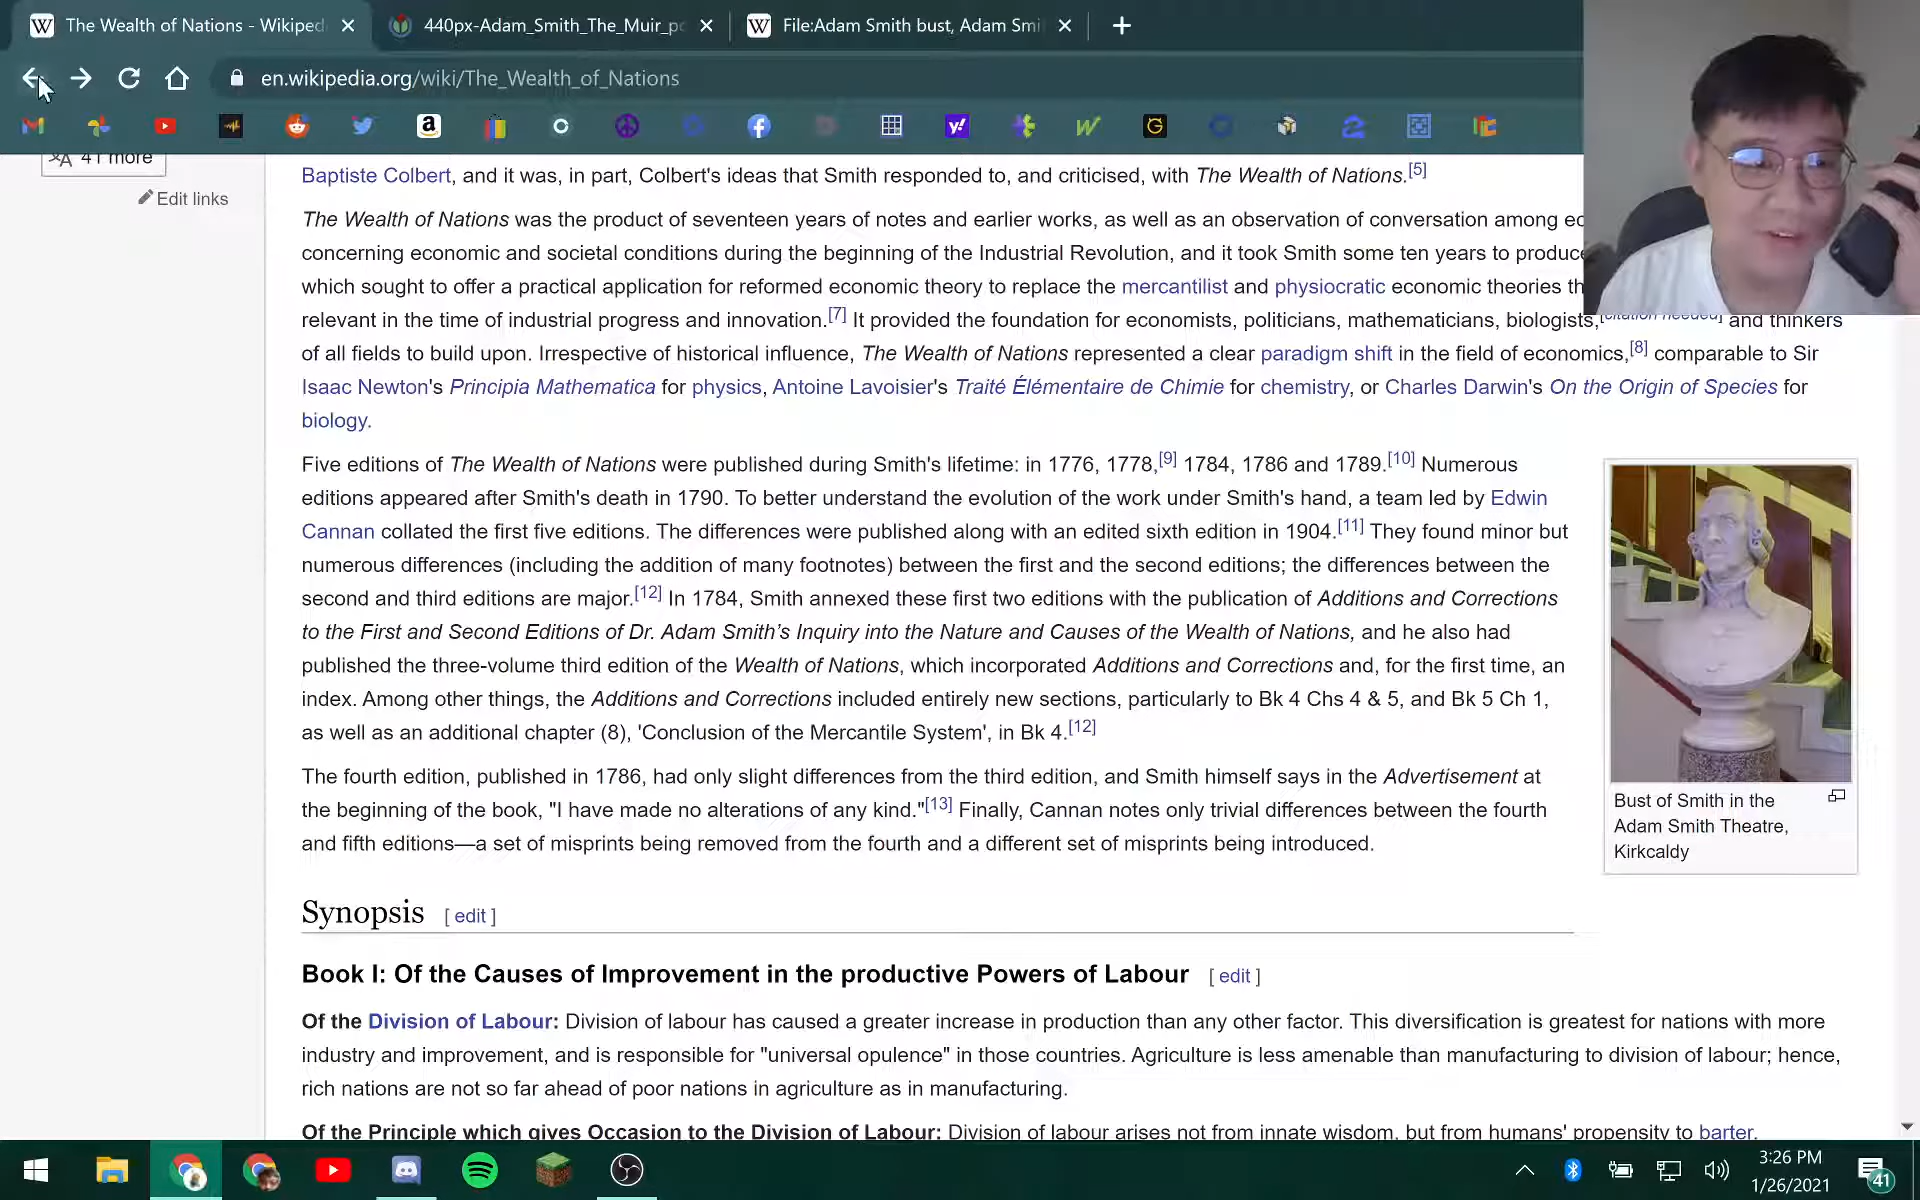 The Wealth of Nations - Wikiped
440px-Adam_Smith_The_Muir_po
File:Adam Smith bust, Adam Smi
en.wikipedia.org/wiki/The_Wealth_of_Nations
41 more
Edit links
Baptiste Colbert, and it was, in part, Colbert's ideas that Smith responded to, and criticised, with The Wealth of Nations.[5]
The Wealth of Nations was the product of seventeen years of notes and earlier works, as well as an observation of conversation among ec
concerning economic and societal conditions during the beginning of the Industrial Revolution, and it took Smith some ten years to produce
which sought to offer a practical application for reformed economic theory to replace the mercantilist and physiocratic economic theories th
relevant in the time of industrial progress and innovation.[7] It provided the foundation for economists, politicians, mathematicians, biologists,[citation needed] and thinkers
of all fields to build upon. Irrespective of historical influence, The Wealth of Nations represented a clear paradigm shift in the field of economics,[8] comparable to Sir
Isaac Newton's Principia Mathematica for physics, Antoine Lavoisier's Traité Élémentaire de Chimie for chemistry, or Charles Darwin's On the Origin of Species for
biology.
Five editions of The Wealth of Nations were published during Smith's lifetime: in 1776, 1778,[9] 1784, 1786 and 1789.[10] Numerous
editions appeared after Smith's death in 1790. To better understand the evolution of the work under Smith's hand, a team led by Edwin
Cannan collated the first five editions. The differences were published along with an edited sixth edition in 1904.[11] They found minor but
numerous differences (including the addition of many footnotes) between the first and the second editions; the differences between the
second and third editions are major.[12] In 1784, Smith annexed these first two editions with the publication of Additions and Corrections
to the First and Second Editions of Dr. Adam Smith's Inquiry into the Nature and Causes of the Wealth of Nations, and he also had
published the three-volume third edition of the Wealth of Nations, which incorporated Additions and Corrections and, for the first time, an
index. Among other things, the Additions and Corrections included entirely new sections, particularly to Bk 4 Chs 4 & 5, and Bk 5 Ch 1,
as well as an additional chapter (8), 'Conclusion of the Mercantile System', in Bk 4.[12]
The fourth edition, published in 1786, had only slight differences from the third edition, and Smith himself says in the Advertisement at
the beginning of the book, "I have made no alterations of any kind."[13] Finally, Cannan notes only trivial differences between the fourth
and fifth editions—a set of misprints being removed from the fourth and a different set of misprints being introduced.
Bust of Smith in the
Adam Smith Theatre,
Kirkcaldy
Synopsis [ edit ]
Book I: Of the Causes of Improvement in the productive Powers of Labour [ edit ]
Of the Division of Labour: Division of labour has caused a greater increase in production than any other factor. This diversification is greatest for nations with more
industry and improvement, and is responsible for "universal opulence" in those countries. Agriculture is less amenable than manufacturing to division of labour; hence,
rich nations are not so far ahead of poor nations in agriculture as in manufacturing.
Of the Principle which gives Occasion to the Division of Labour: Division of labour arises not from innate wisdom, but from humans' propensity to barter.
3:26 PM
1/26/2021
41